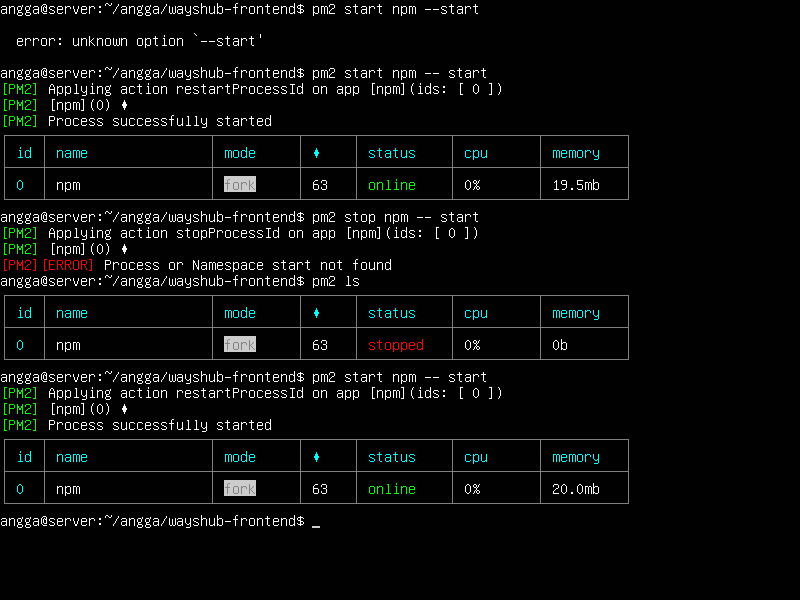 angga@server:~/angga/wayshub-frontend$ pm2 start npm --start
error: unknown option `--start'
angga@server:~/angga/wayshub-frontend$ pm2 start npm -- start
[PM2] Applying action restartProcessId on app [npm](ids: [ 0 ])
[PM2] [npm](0) ♦
[PM2] Process successfully started
id name mode ♦ status cpu memory
0 npm fork 63 online 0% 19.5mb
angga@server:~/angga/wayshub-frontend$ pm2 stop npm -- start
[PM2] Applying action stopProcessId on app [npm](ids: [ 0 ])
[PM2] [npm](0) ♦
[PM2][ERROR] Process or Namespace start not found
angga@server:~/angga/wayshub-frontend$ pm2 ls
id name mode ♦ status cpu memory
0 npm fork 63 stopped 0% 0b
angga@server:~/angga/wayshub-frontend$ pm2 start npm -- start
[PM2] Applying action restartProcessId on app [npm](ids: [ 0 ])
[PM2] [npm](0) ♦
[PM2] Process successfully started
id name mode ♦ status cpu memory
0 npm fork 63 online 0% 20.0mb
angga@server:~/angga/wayshub-frontend$ _